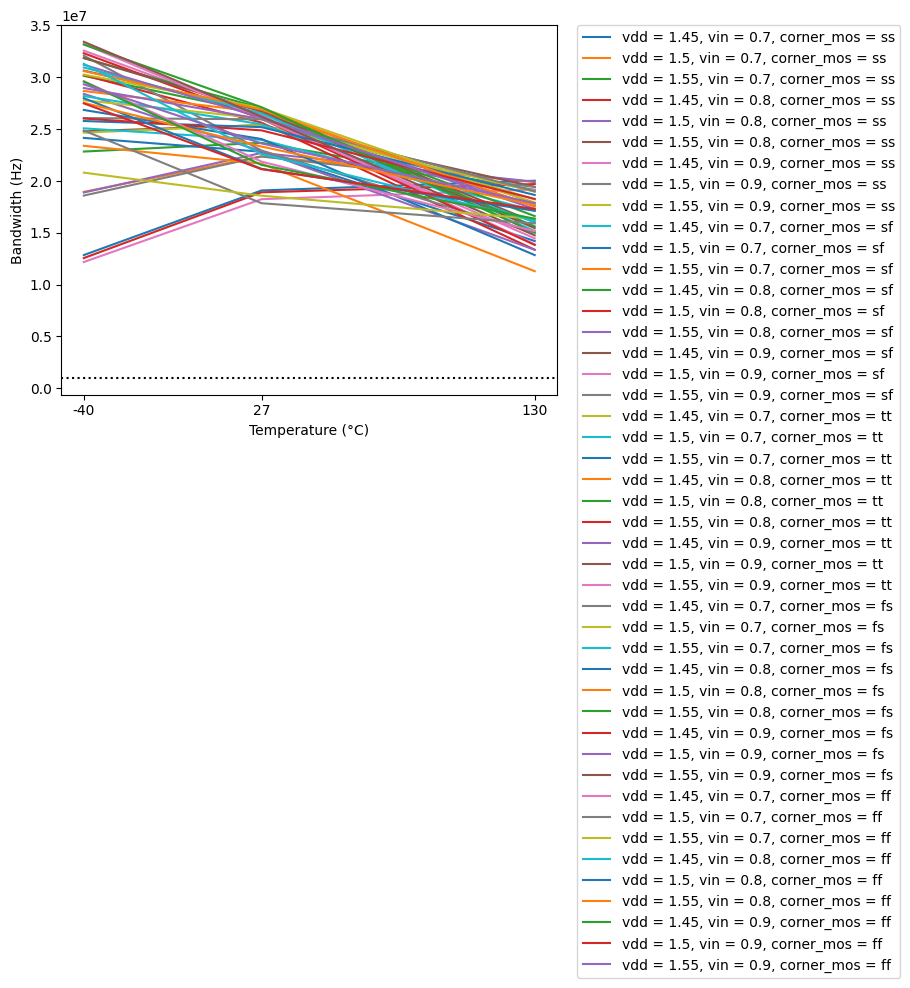 1e7
3.5
3.0
2.5
2.0
1.5
1.0
0.5
0.0
Bandwidth (Hz)
-40
27
130
Temperature (°C)
vdd = 1.45, vin = 0.7, corner_mos = ss
vdd = 1.5, vin = 0.7, corner_mos = ss
vdd = 1.55, vin = 0.7, corner_mos = ss
vdd = 1.45, vin = 0.8, corner_mos = ss
vdd = 1.5, vin = 0.8, corner_mos = ss
vdd = 1.55, vin = 0.8, corner_mos = ss
vdd = 1.45, vin = 0.9, corner_mos = ss
vdd = 1.5, vin = 0.9, corner_mos = ss
vdd = 1.55, vin = 0.9, corner_mos = ss
vdd = 1.45, vin = 0.7, corner_mos = sf
vdd = 1.5, vin = 0.7, corner_mos = sf
vdd = 1.55, vin = 0.7, corner_mos = sf
vdd = 1.45, vin = 0.8, corner_mos = sf
vdd = 1.5, vin = 0.8, corner_mos = sf
vdd = 1.55, vin = 0.8, corner_mos = sf
vdd = 1.45, vin = 0.9, corner_mos = sf
vdd = 1.5, vin = 0.9, corner_mos = sf
vdd = 1.55, vin = 0.9, corner_mos = sf
vdd = 1.45, vin = 0.7, corner_mos = tt
vdd = 1.5, vin = 0.7, corner_mos = tt
vdd = 1.55, vin = 0.7, corner_mos = tt
vdd = 1.45, vin = 0.8, corner_mos = tt
vdd = 1.5, vin = 0.8, corner_mos = tt
vdd = 1.55, vin = 0.8, corner_mos = tt
vdd = 1.45, vin = 0.9, corner_mos = tt
vdd = 1.5, vin = 0.9, corner_mos = tt
vdd = 1.55, vin = 0.9, corner_mos = tt
vdd = 1.45, vin = 0.7, corner_mos = fs
vdd = 1.5, vin = 0.7, corner_mos = fs
vdd = 1.55, vin = 0.7, corner_mos = fs
vdd = 1.45, vin = 0.8, corner_mos = fs
vdd = 1.5, vin = 0.8, corner_mos = fs
vdd = 1.55, vin = 0.8, corner_mos = fs
vdd = 1.45, vin = 0.9, corner_mos = fs
vdd = 1.5, vin = 0.9, corner_mos = fs
vdd = 1.55, vin = 0.9, corner_mos = fs
vdd = 1.45, vin = 0.7, corner_mos = ff
vdd = 1.5, vin = 0.7, corner_mos = ff
vdd = 1.55, vin = 0.7, corner_mos = ff
vdd = 1.45, vin = 0.8, corner_mos = ff
vdd = 1.5, vin = 0.8, corner_mos = ff
vdd = 1.55, vin = 0.8, corner_mos = ff
vdd = 1.45, vin = 0.9, corner_mos = ff
vdd = 1.5, vin = 0.9, corner_mos = ff
vdd = 1.55, vin = 0.9, corner_mos = ff